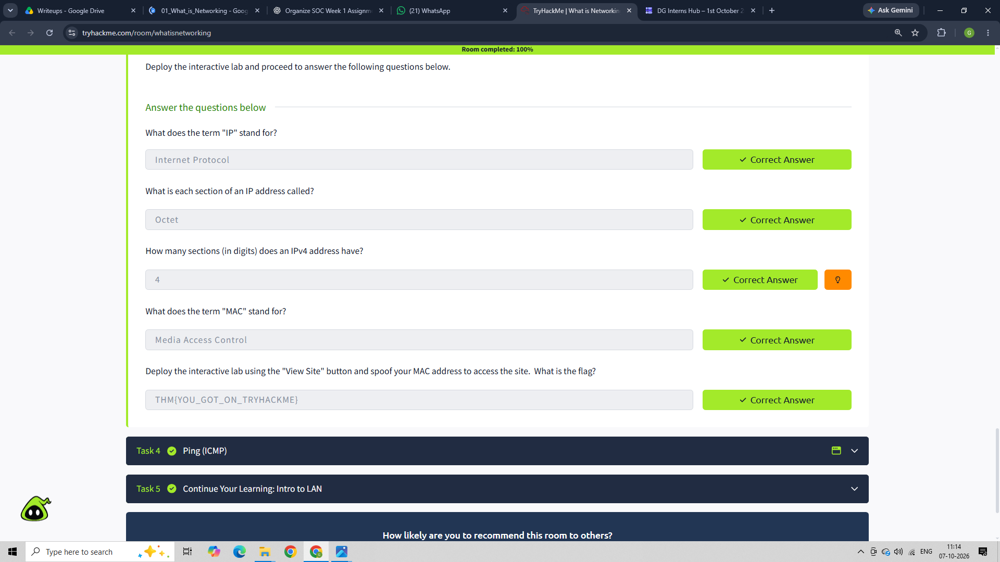 Writeups - Google Drive
01_What_is_Networking - Goog
Organize SOC Week 1 Assignm
(21) WhatsApp
TryHackMe | What is Networkin
DG Interns Hub – 1st October 2
Ask Gemini
tryhackme.com/room/whatisnetworking
G
Room completed: 100%
Deploy the interactive lab and proceed to answer the following questions below.
Answer the questions below
What does the term "IP" stand for?
Internet Protocol
Correct Answer
What is each section of an IP address called?
Octet
Correct Answer
How many sections (in digits) does an IPv4 address have?
4
Correct Answer
What does the term "MAC" stand for?
Media Access Control
Correct Answer
Deploy the interactive lab using the "View Site" button and spoof your MAC address to access the site.  What is the flag?
THM{YOU_GOT_ON_TRYHACKME}
Correct Answer
Task 4 Ping (ICMP)
Task 5 Continue Your Learning: Intro to LAN
How likely are you to recommend this room to others?
Type here to search
ENG
11:14
07-10-2026